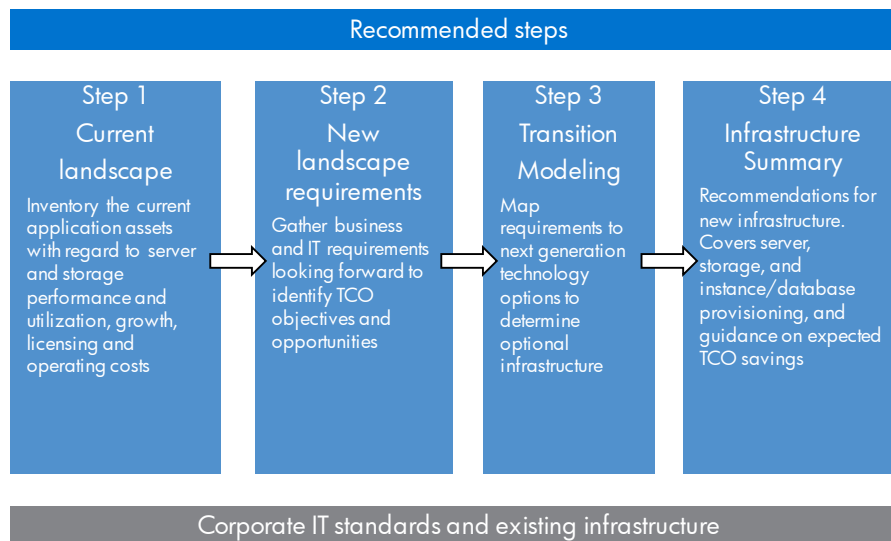 Recommended steps
Step 1
Current
landscape
Inventory the current
application assets
with regard to server
and storage
performance and
utilization, growth,
licensing and
operating costs
Step 2
New
landscape
requirements
Gather business
and IT requirements
looking forward to
identify TCO
objectives and
opportunities
Step 3
Transition
Modeling
Map
requirements to
next generation
technology
options to
determine
optional
infrastructure
Step 4
Infrastructure
Summary
Recommendations for
new infrastructure.
Covers server,
storage, and
instance/database
provisioning, and
guidance on expected
TCO savings
Corporate IT standards and existing infrastructure